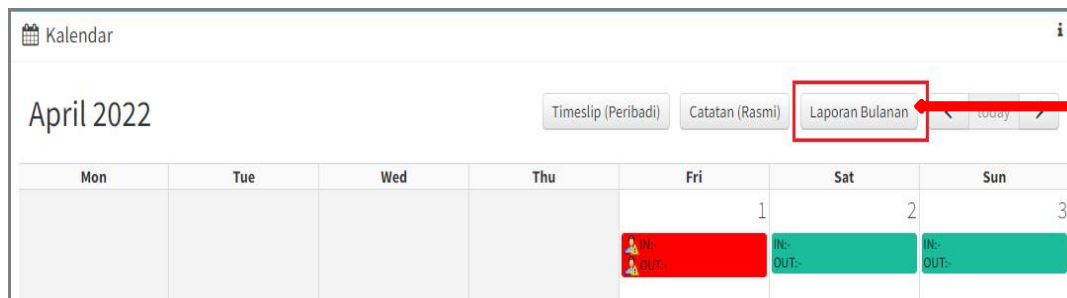 Kalendar
April 2022
Timeslip (Peribadi) Catatan (Rasmi) Laporan Bulanan today
Mon Tue Wed Thu Fri Sat Sun
1 2 3
IN:- IN:- IN:-
OUT:- OUT:- OUT:-